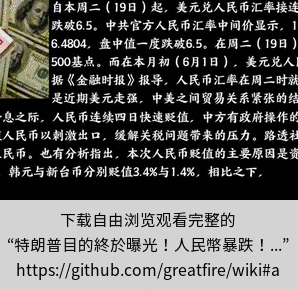 自本周二（19日）起，美元兑人民币汇率接连
跌破6.5。中共官方人民币汇率中间价显示，1
6.4804，盘中值一度跌破6.5。在周二（19日）
500基点。而在本月初（6月1日），美元兑人
据《金融时报》报导，人民币汇率在周二时就
是近期美元走强，中美之间贸易关系紧张的结
息之际，人民币连续四日快速贬值，中方有政府操作的
人民币以刺激出口，缓解关税问题带来的压力。路透社
人民币。也有分析指出，本次人民币贬值的主要原因是资
韩元与新台币分别贬值3.4%与1.4%，相比之下，
下载自由浏览观看完整的
“特朗普目的終於曝光！人民幣暴跌！...”
https://github.com/greatfire/wiki#a